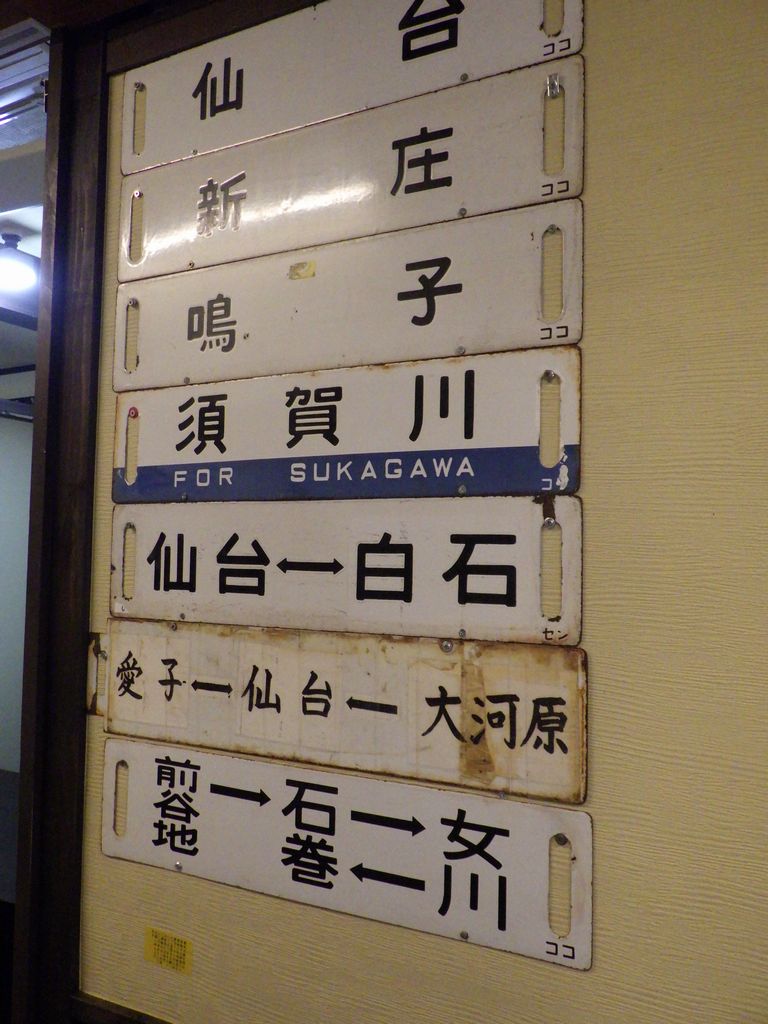 仙 台
ココ
新 庄
ココ
鳴 子
ココ
須 賀 川
FOR SUKAGAWA
仙台↔白石
セン
愛子←仙台←大河原
前谷地→石巻⇄女川
ココ